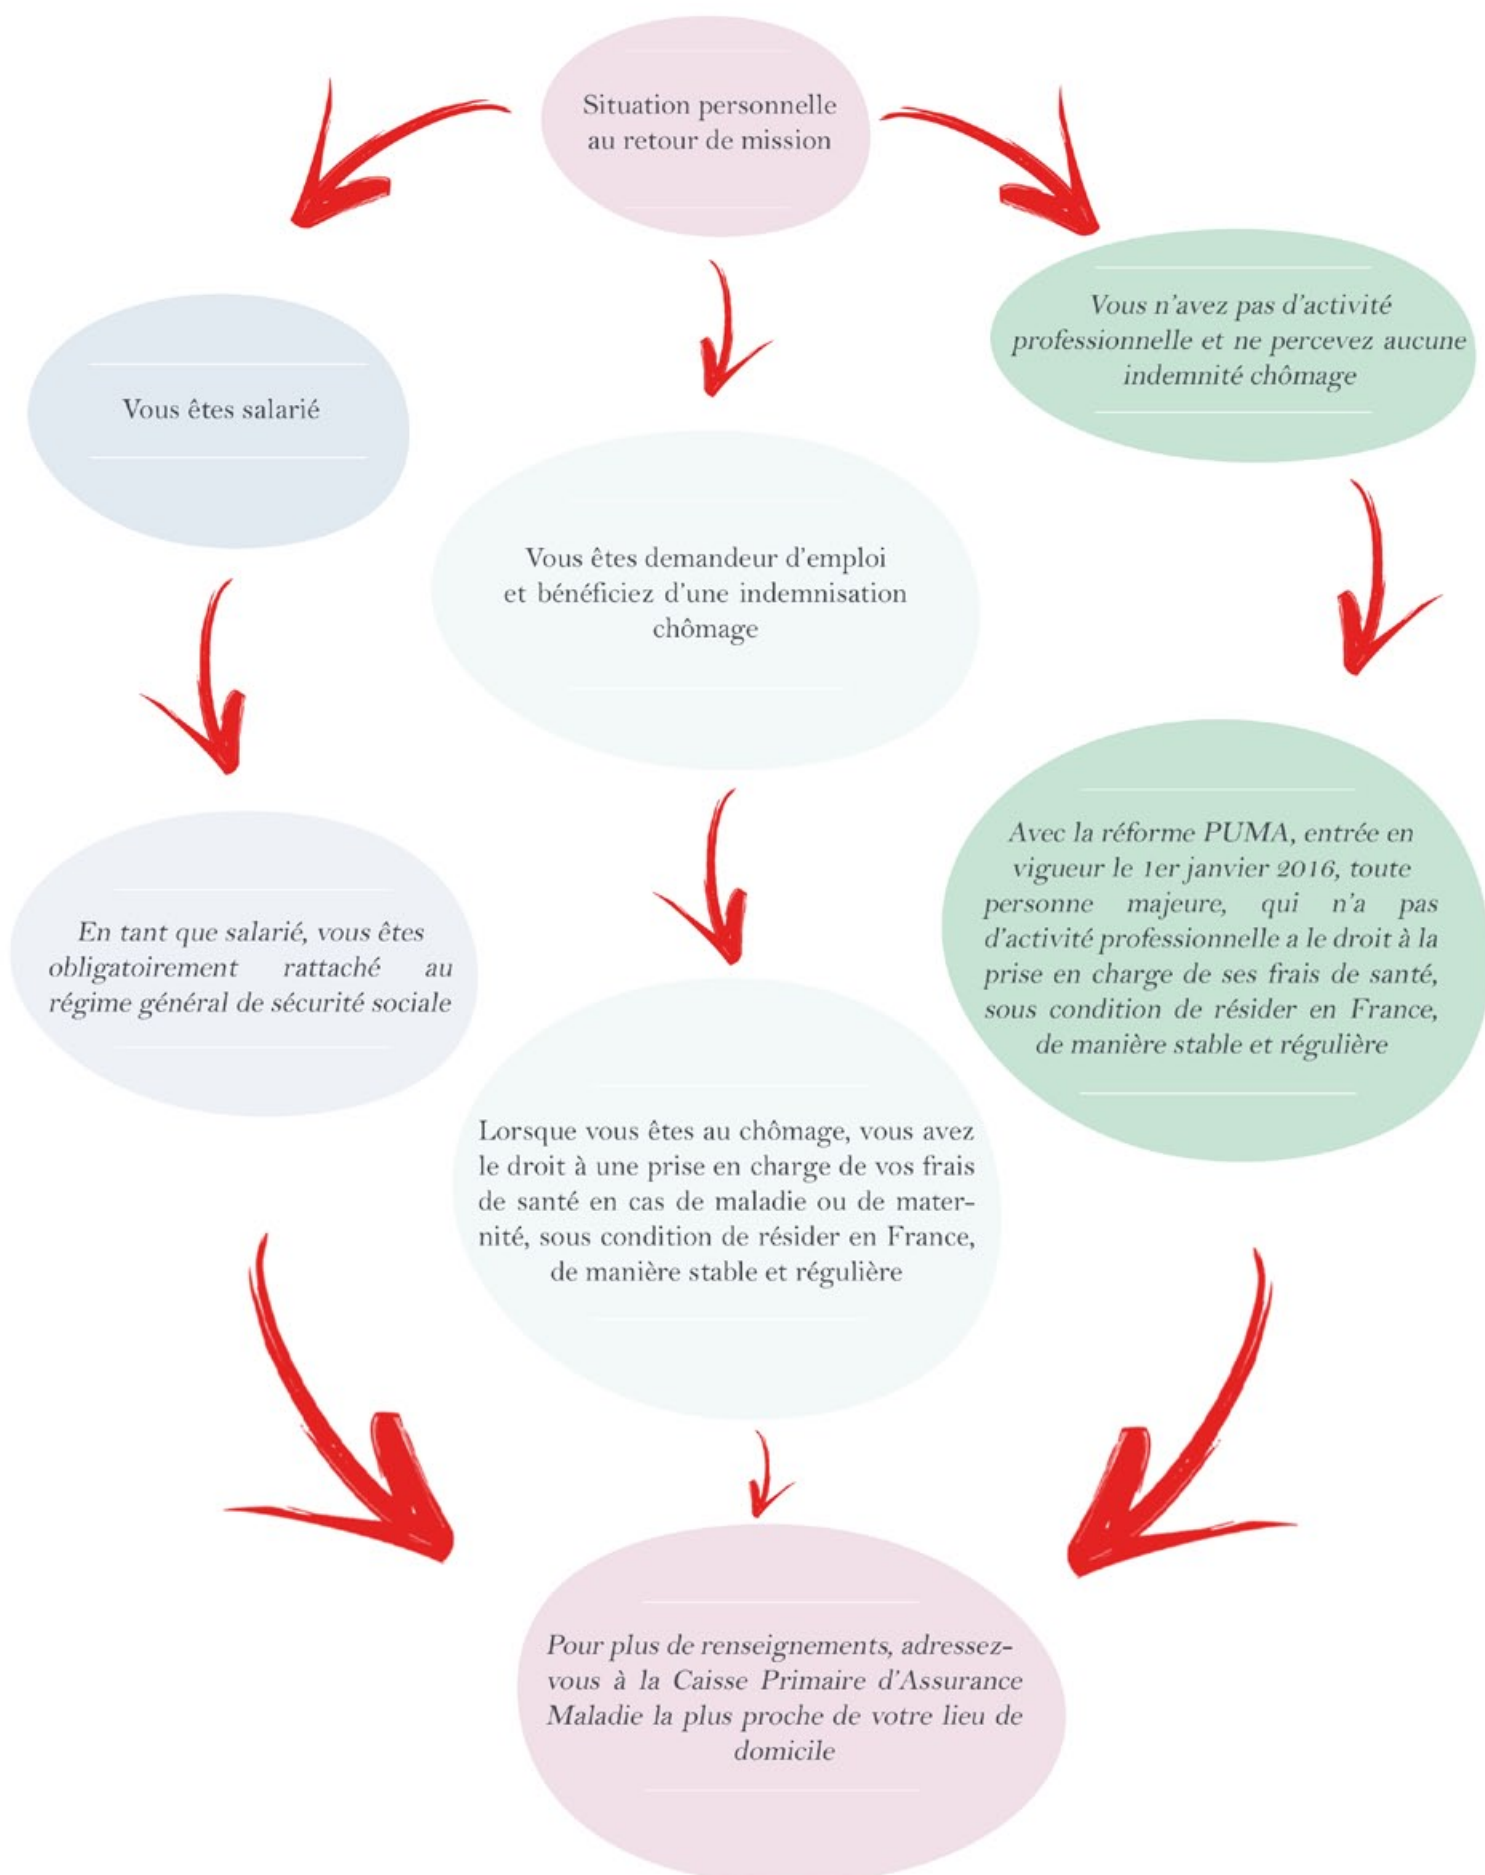 Situation personnelle
au retour de mission
Vous êtes salarié
Vous n'avez pas d'activité
professionnelle et ne percevez aucune
indemnité chômage
Vous êtes demandeur d'emploi
et bénéficiez d'une indemnisation
chômage
En tant que salarié, vous êtes
obligatoirement rattaché au
régime général de sécurité sociale
Avec la réforme PUMA, entrée en
vigueur le 1er janvier 2016, toute
personne majeure, qui n'a pas
d'activité professionnelle a le droit à la
prise en charge de ses frais de santé,
sous condition de résider en France,
de manière stable et régulière
Lorsque vous êtes au chômage, vous avez
le droit à une prise en charge de vos frais
de santé en cas de maladie ou de mater-
nité, sous condition de résider en France,
de manière stable et régulière
Pour plus de renseignements, adressez-
vous à la Caisse Primaire d'Assurance
Maladie la plus proche de votre lieu de
domicile